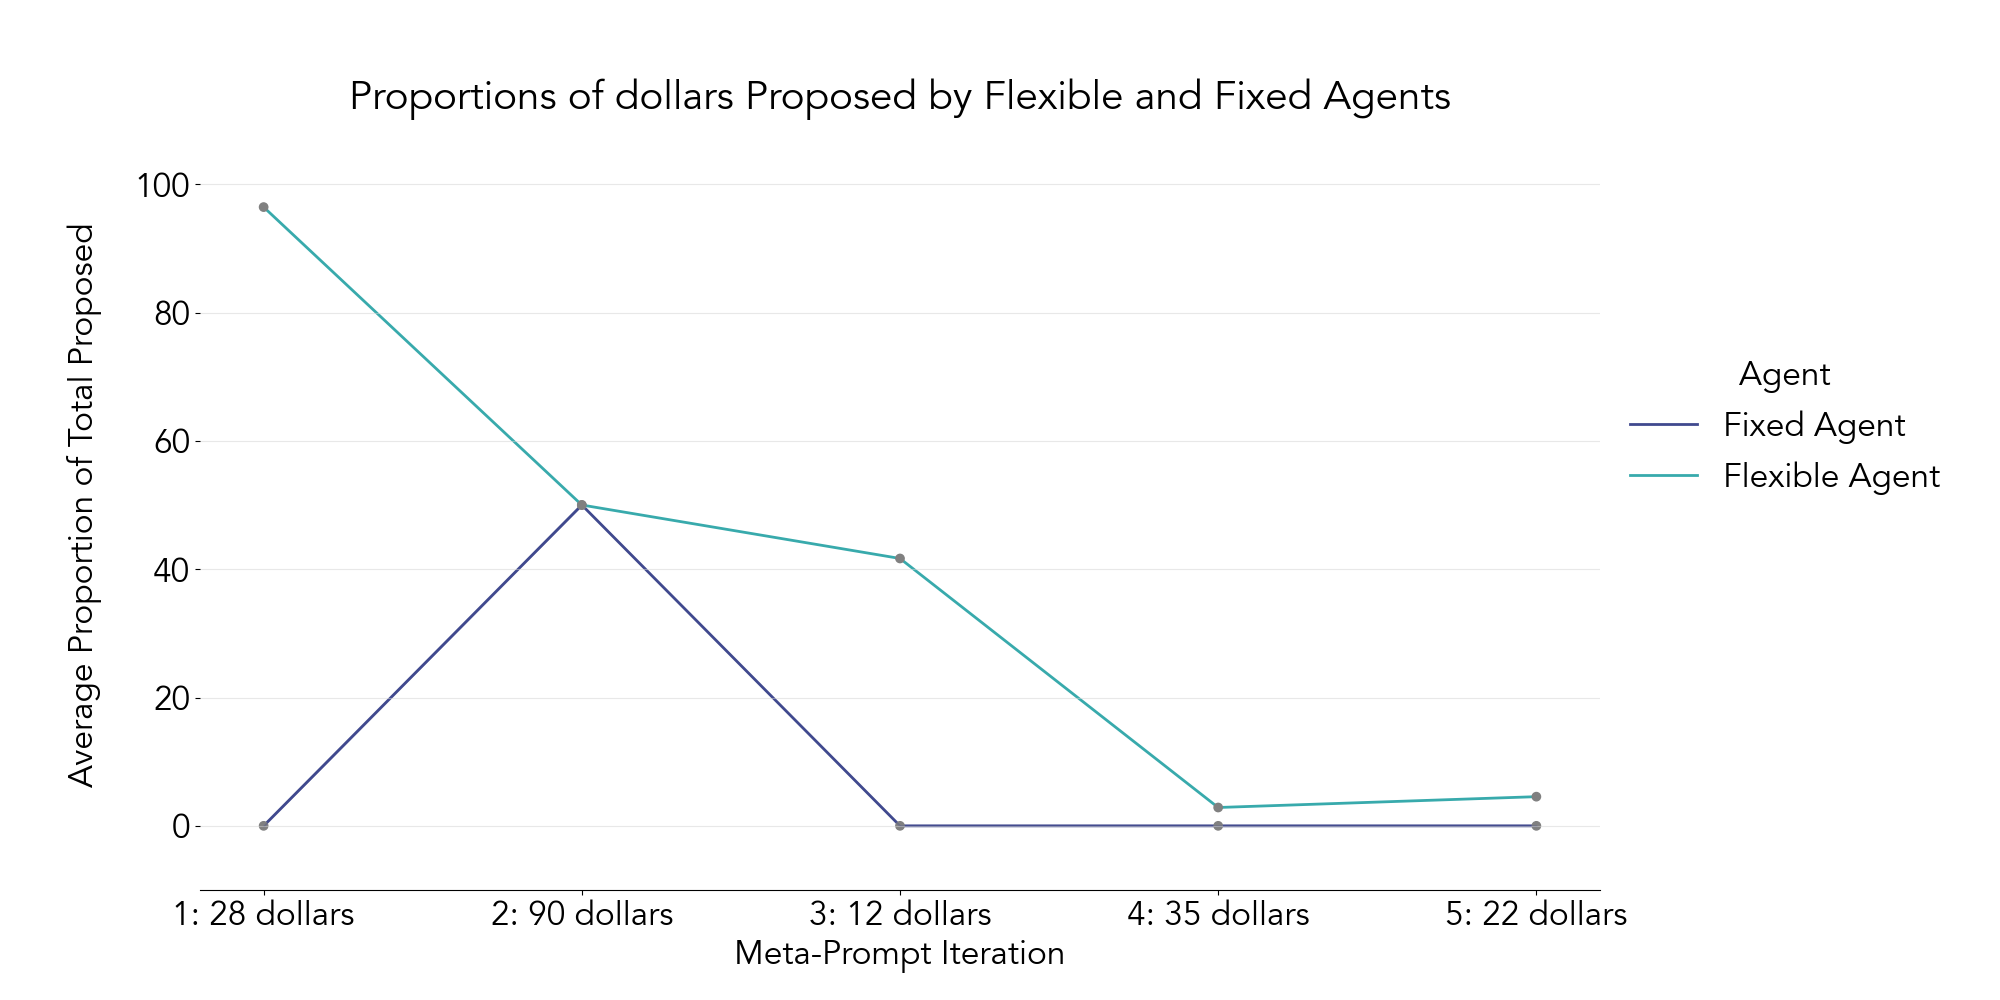 Proportions of dollars Proposed by Flexible and Fixed Agents
Average Proportion of Total Proposed
100
80
60
40
20
0
1: 28 dollars
2: 90 dollars
3: 12 dollars
4: 35 dollars
5: 22 dollars
Meta-Prompt Iteration
Agent
Fixed Agent
Flexible Agent